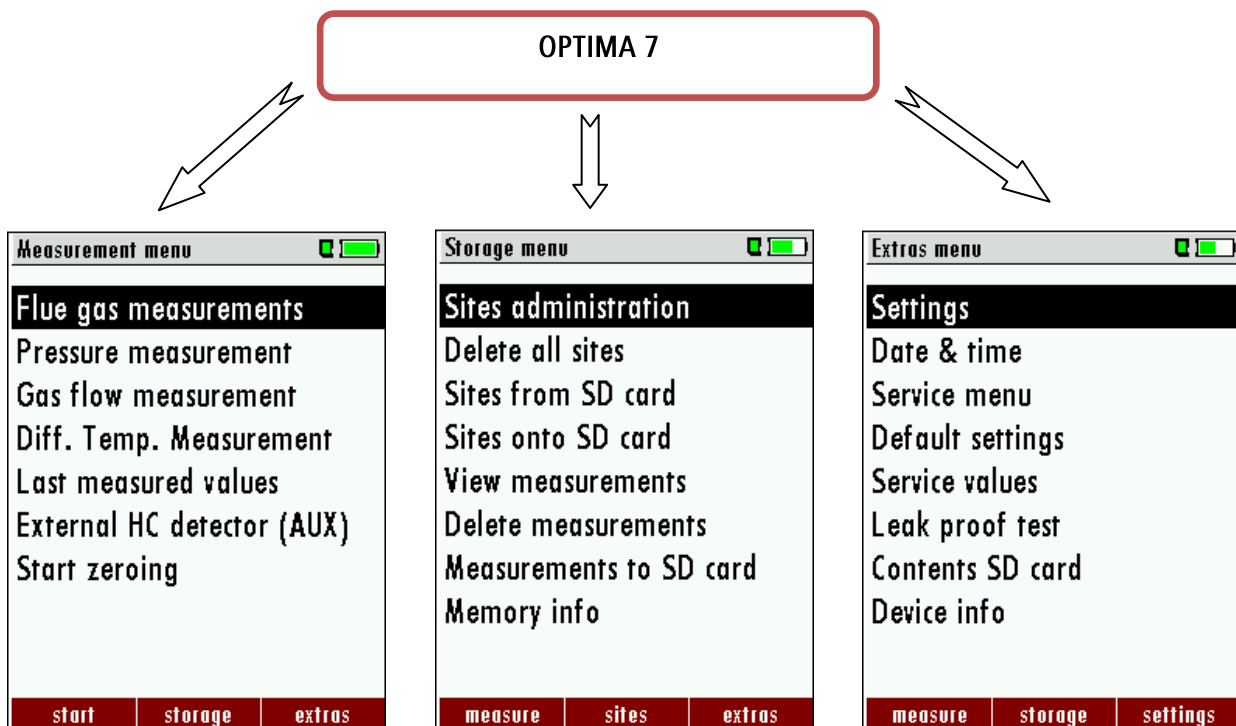 OPTIMA 7
Measurement menu
Flue gas measurements
Pressure measurement
Gas flow measurement
Diff. Temp. Measurement
Last measured values
External HC detector (AUX)
Start zeroing
start storage extras
Storage menu
Sites administration
Delete all sites
Sites from SD card
Sites onto SD card
View measurements
Delete measurements
Measurements to SD card
Memory info
measure sites extras
Extras menu
Settings
Date & time
Service menu
Default settings
Service values
Leak proof test
Contents SD card
Device info
measure storage settings